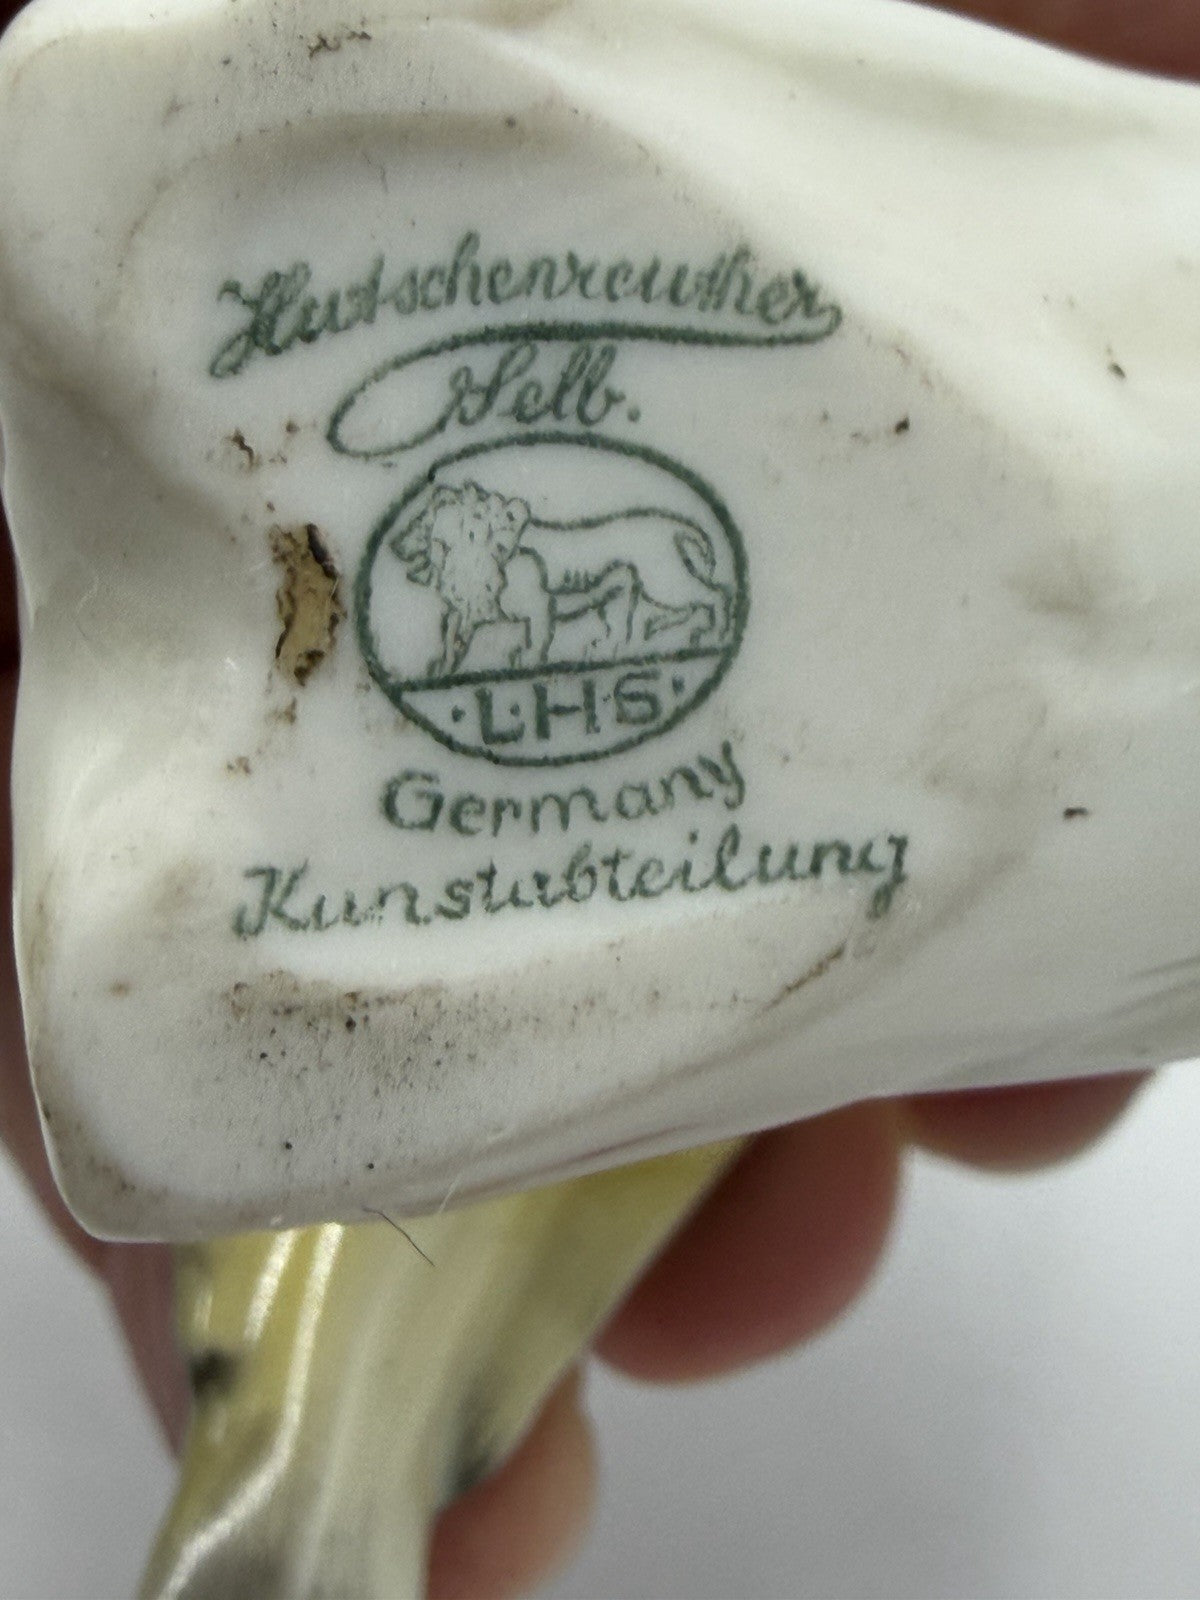 Hutschenreuther
Selb.
· L · H S ·
Germany
Kunstabteilung